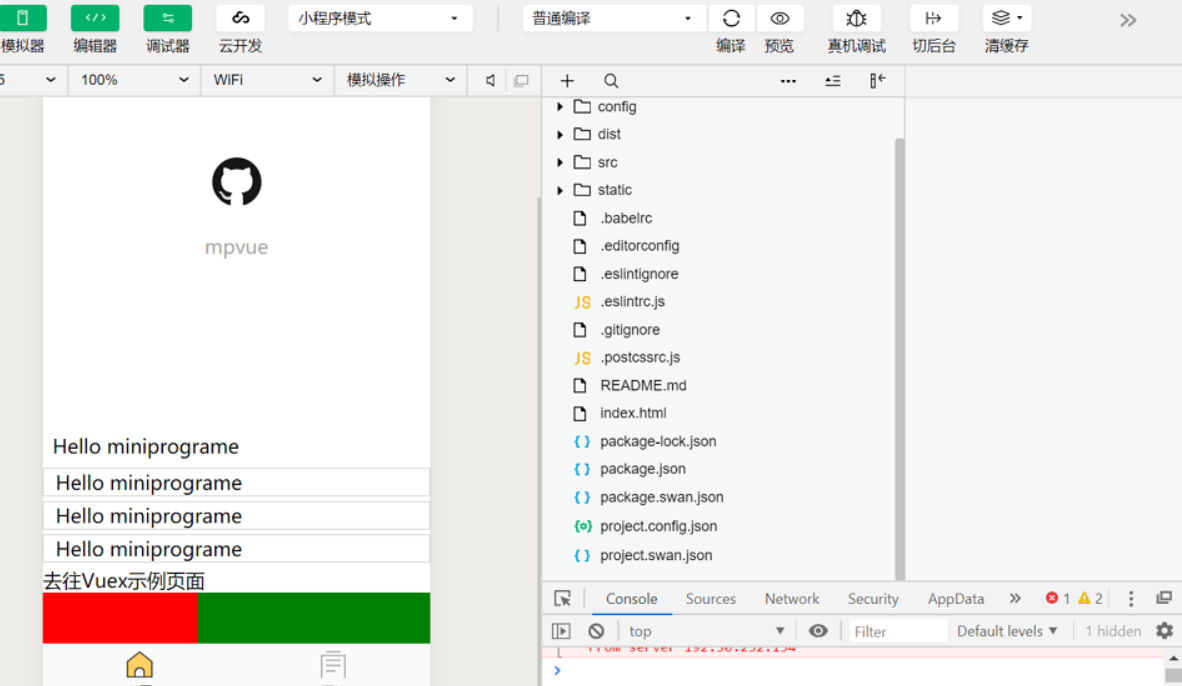 模拟器 编辑器 调试器 云开发 小程序模式 普通编译 编译 预览 真机调试 切后台 清缓存
5 100% WiFi 模拟操作
config
dist
src
static
.babelrc
.editorconfig
.eslintignore
JS .eslintrc.js
.gitignore
JS .postcssrc.js
README.md
index.html
{ } package-lock.json
{ } package.json
{ } package.swan.json
project.config.json
{ } project.swan.json
mpvue
Hello miniprograme
Hello miniprograme
Hello miniprograme
Hello miniprograme
去往Vuex示例页面
Console Sources Network Security AppData 1 2
top Filter Default levels 1 hidden
from server